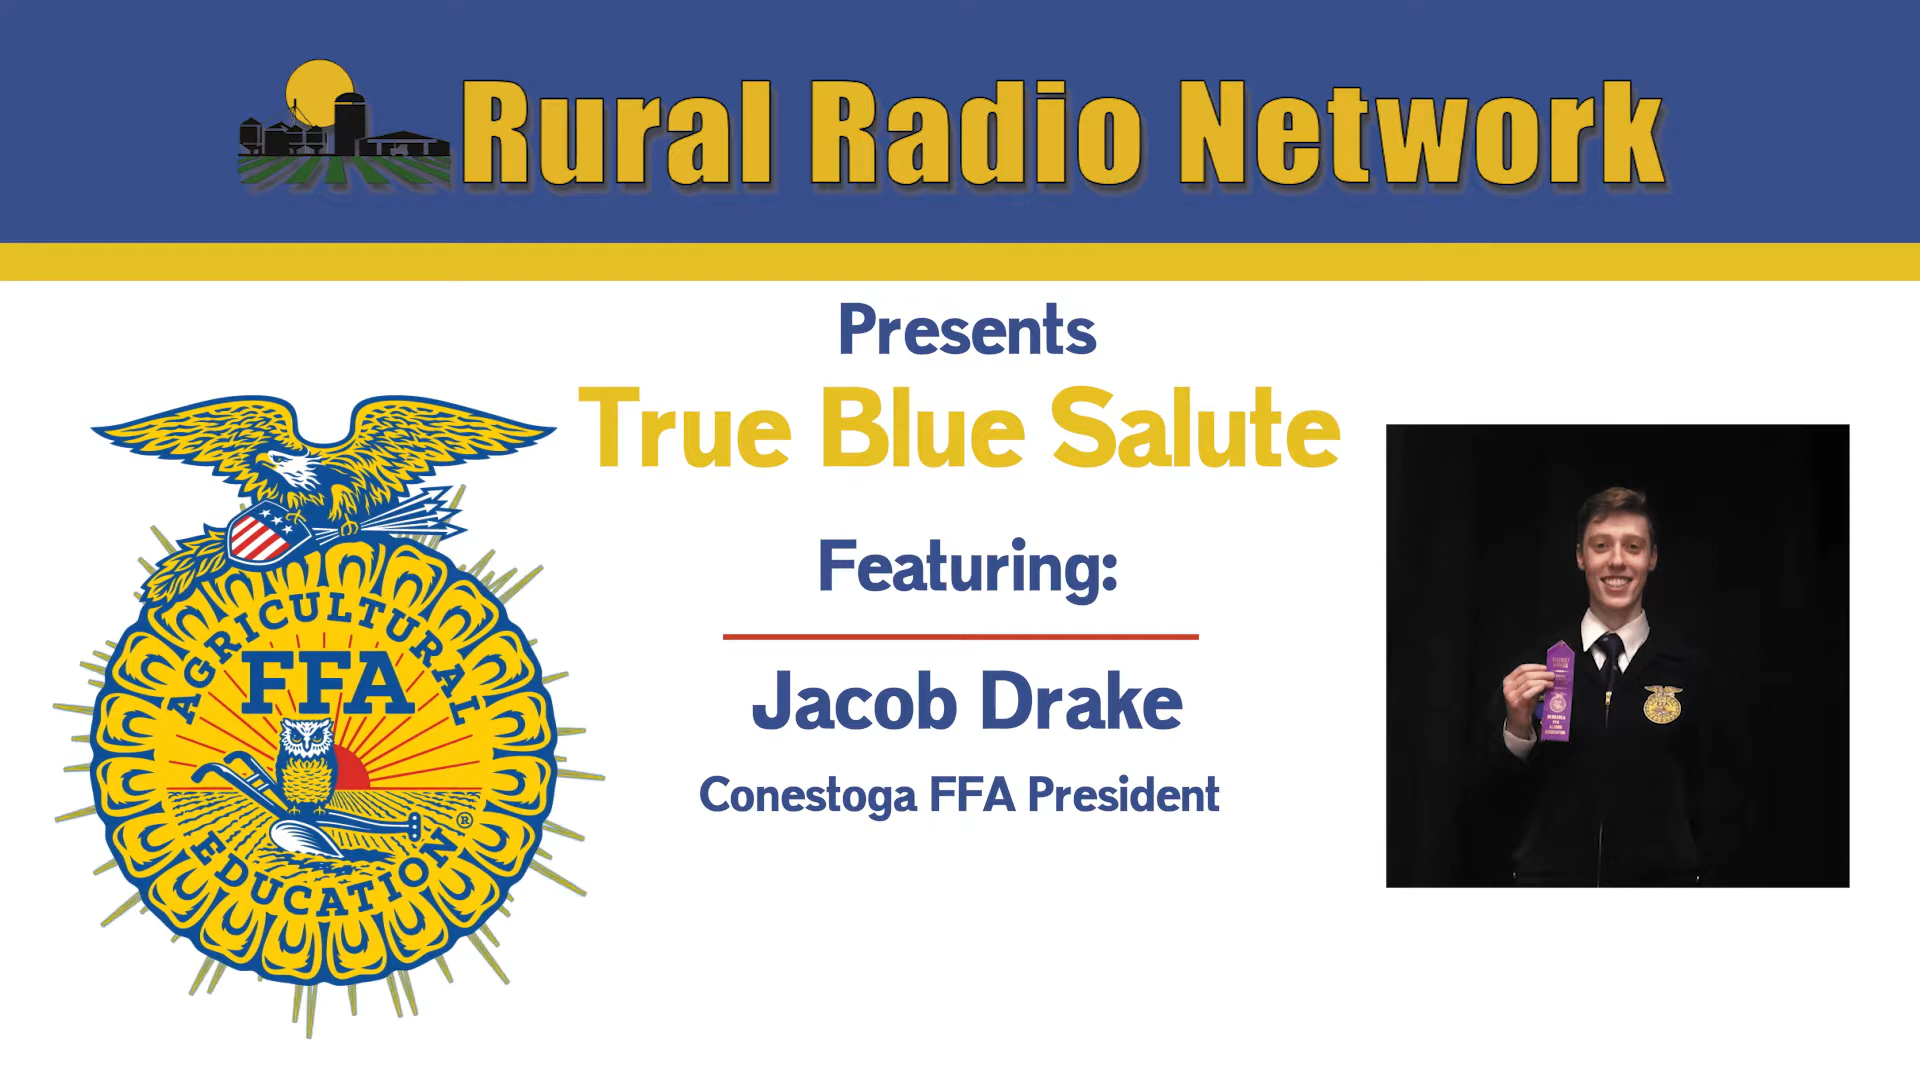 Rural Radio Network
Presents
True Blue Salute
Featuring:
Jacob Drake
Conestoga FFA President
AGRICULTURAL
FFA
EDUCATION
®